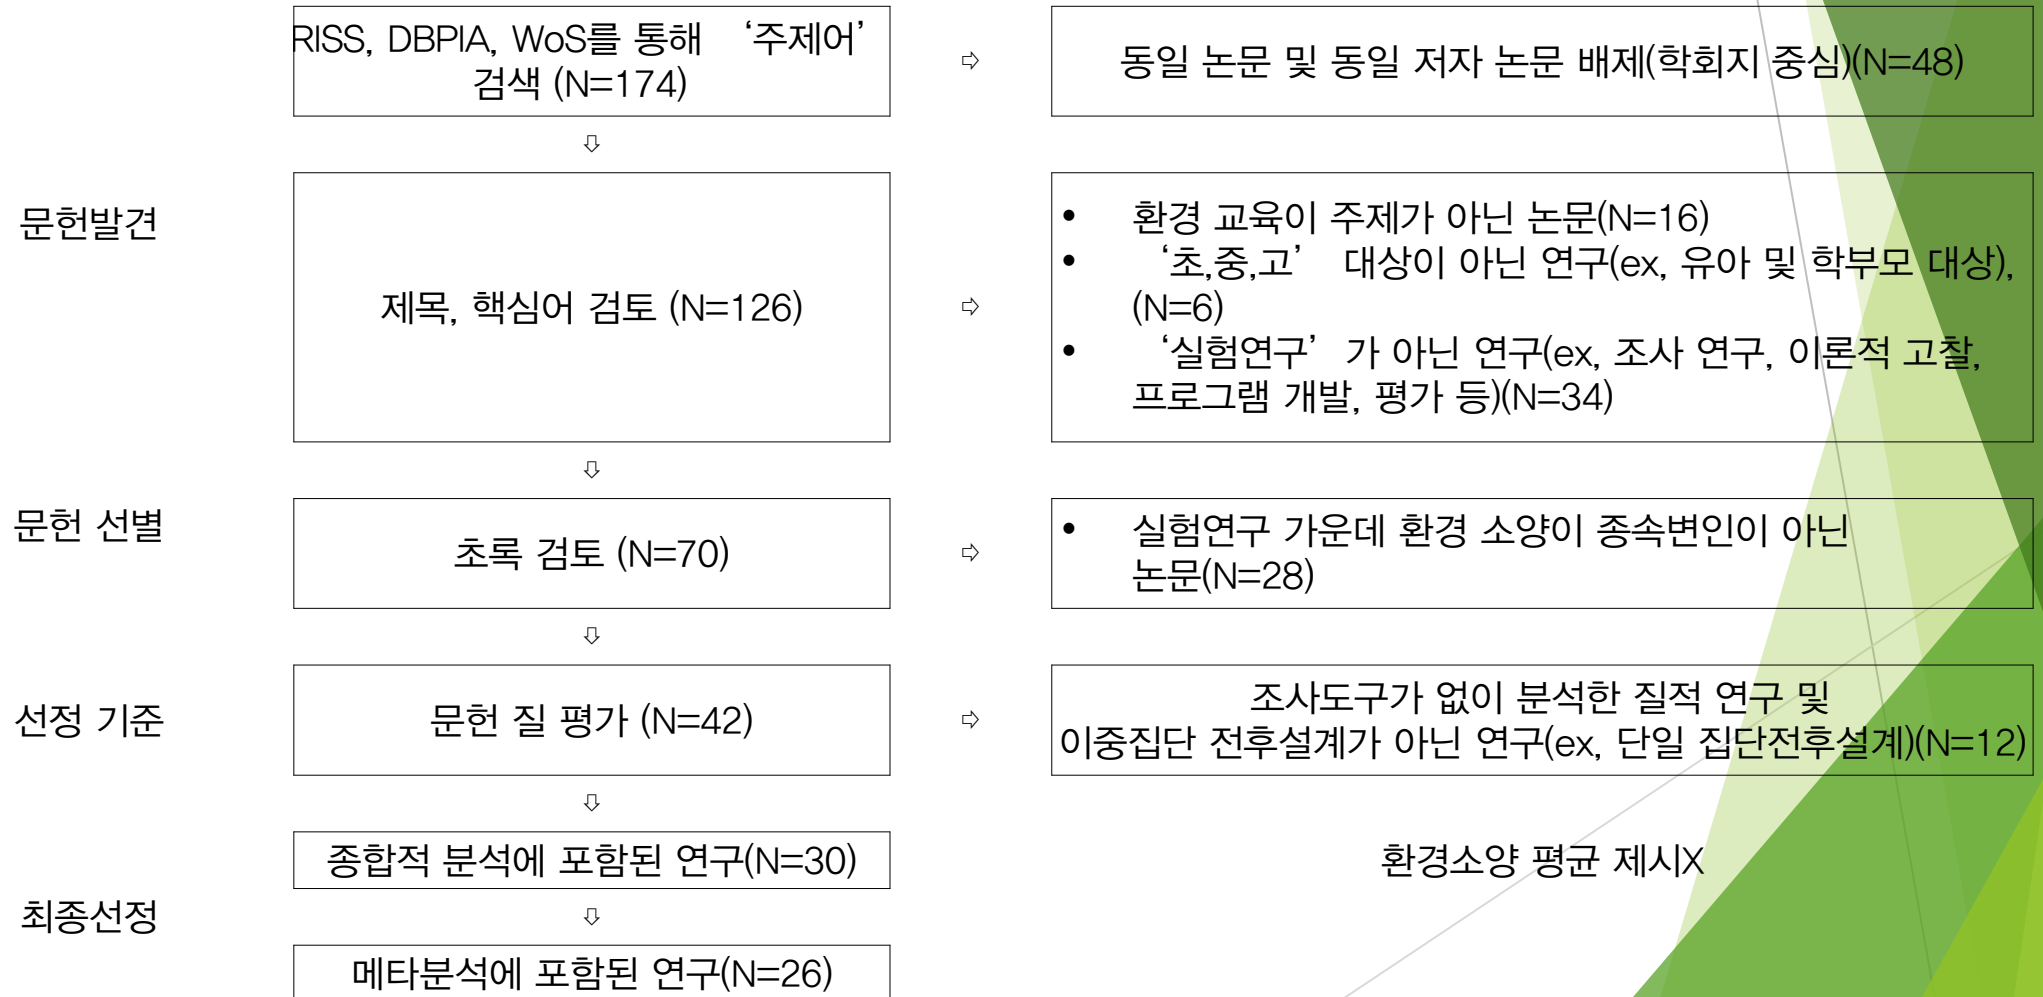 RISS, DBPIA, WoS를 통해 ‘주제어’
검색 (N=174)
⇨
동일 논문 및 동일 저자 논문 배제(학회지 중심)(N=48)
⇩
문헌발견
제목, 핵심어 검토 (N=126)
⇨
• 환경 교육이 주제가 아닌 논문(N=16)
• ‘초,중,고’ 대상이 아닌 연구(ex, 유아 및 학부모 대상),
(N=6)
• ‘실험연구’가 아닌 연구(ex, 조사 연구, 이론적 고찰,
프로그램 개발, 평가 등)(N=34)
⇩
문헌 선별
초록 검토 (N=70)
⇨
• 실험연구 가운데 환경 소양이 종속변인이 아닌
논문(N=28)
⇩
선정 기준
문헌 질 평가 (N=42)
⇨
조사도구가 없이 분석한 질적 연구 및
이중집단 전후설계가 아닌 연구(ex, 단일 집단전후설계)(N=12)
⇩
종합적 분석에 포함된 연구(N=30)
환경소양 평균 제시X
최종선정
⇩
메타분석에 포함된 연구(N=26)